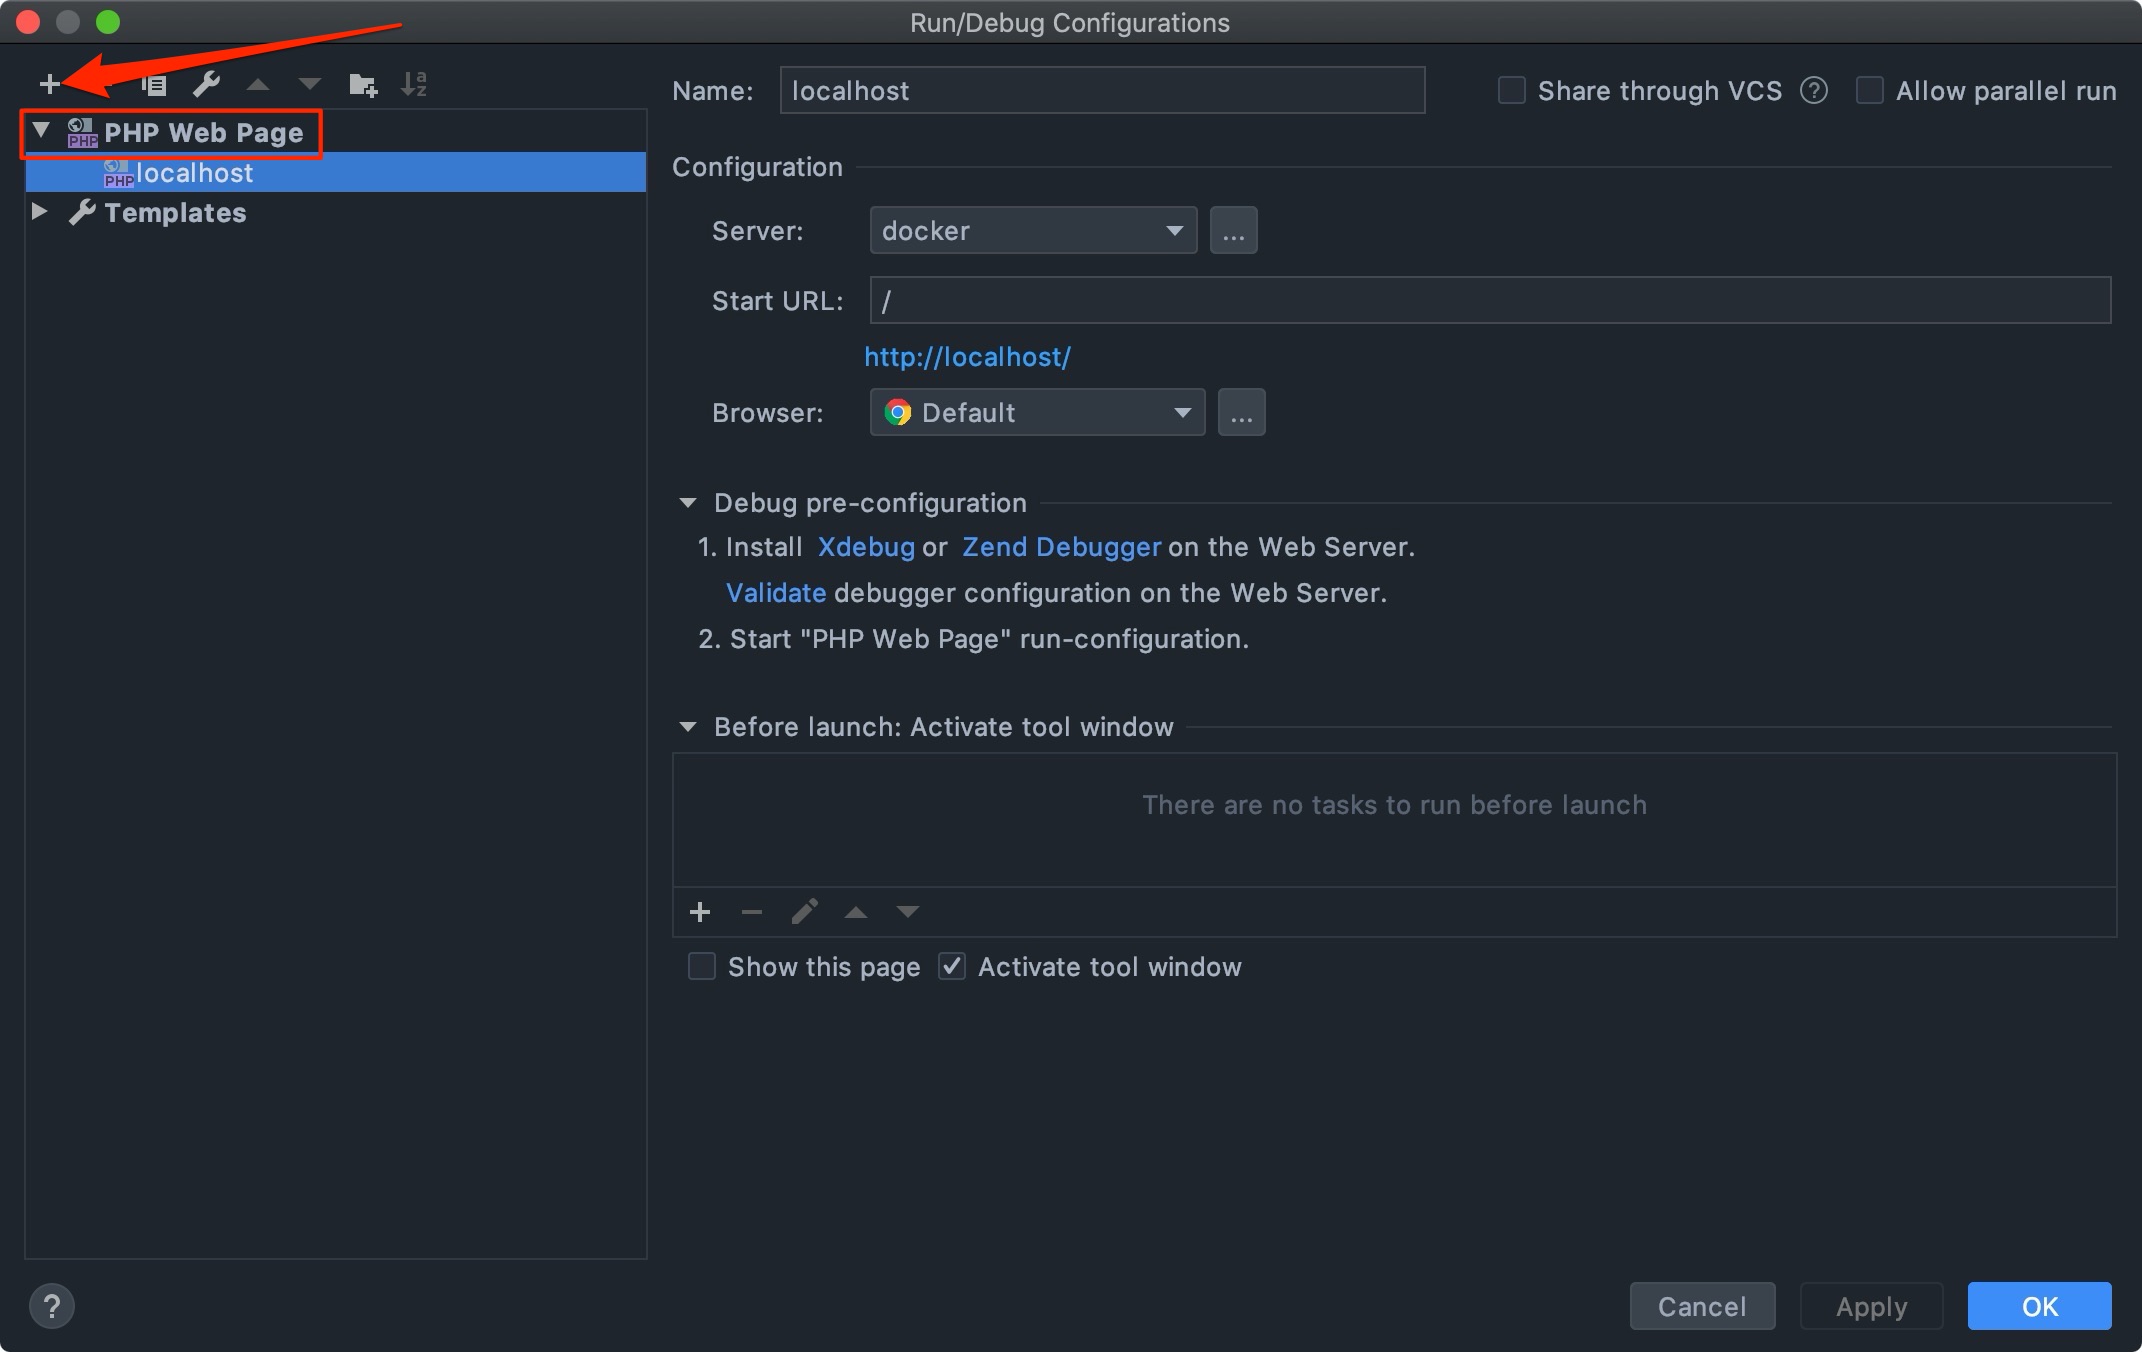 Run/Debug Configurations
Name: localhost Share through VCS ? Allow parallel run
PHP PHP Web Page
PHP localhost
Templates
Configuration
Server: docker ...
Start URL: /
http://localhost/
Browser: Default ...
Debug pre-configuration
1. Install Xdebug or Zend Debugger on the Web Server.
Validate debugger configuration on the Web Server.
2. Start "PHP Web Page" run-configuration.
Before launch: Activate tool window
There are no tasks to run before launch
Show this page Activate tool window
? Cancel Apply OK